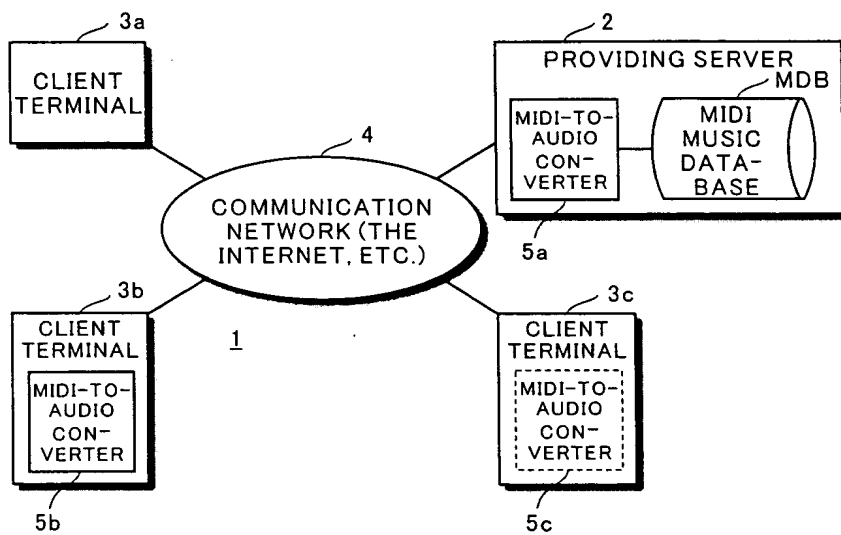 3a
CLIENT
TERMINAL
2
PROVIDING SERVER
MDB
MIDI-TO-
AUDIO
CON-
VERTER
MIDI
MUSIC
DATA-
BASE
5a
4
COMMUNICATION
NETWORK (THE
INTERNET, ETC.)
3b
CLIENT
TERMINAL
MIDI-TO-
AUDIO
CON-
VERTER
5b
1
3c
CLIENT
TERMINAL
MIDI-TO-
AUDIO
CON-
VERTER
5c